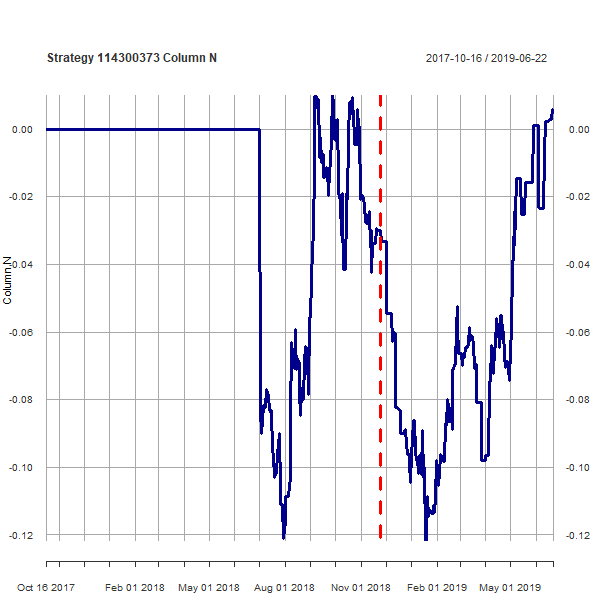 Strategy 114300373 Column N
2017-10-16 / 2019-06-22
0.00 0.00
-0.02 -0.02
-0.04 -0.04
Column.N
-0.06 -0.06
-0.08 -0.08
-0.10 -0.10
-0.12 -0.12
Oct 16 2017 Feb 01 2018 May 01 2018 Aug 01 2018 Nov 01 2018 Feb 01 2019 May 01 2019